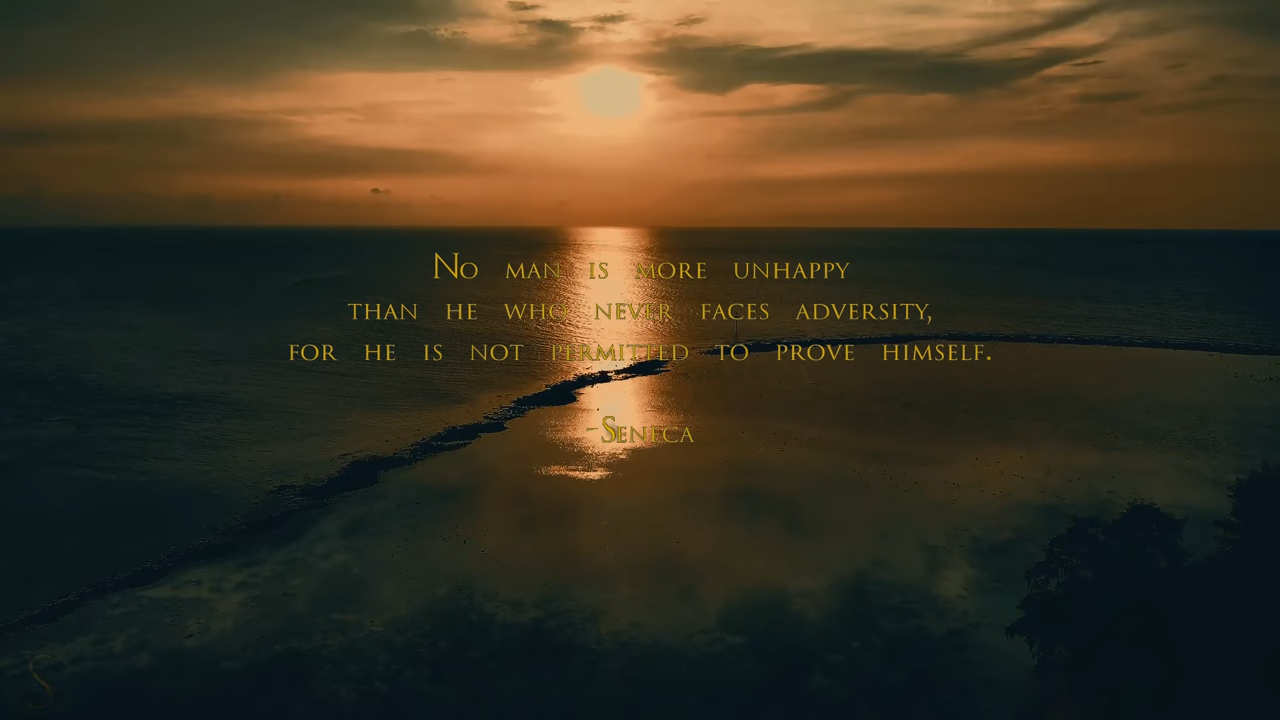 No man is more unhappy
than he who never faces adversity,
for he is not permitted to prove himself.
-Seneca
S